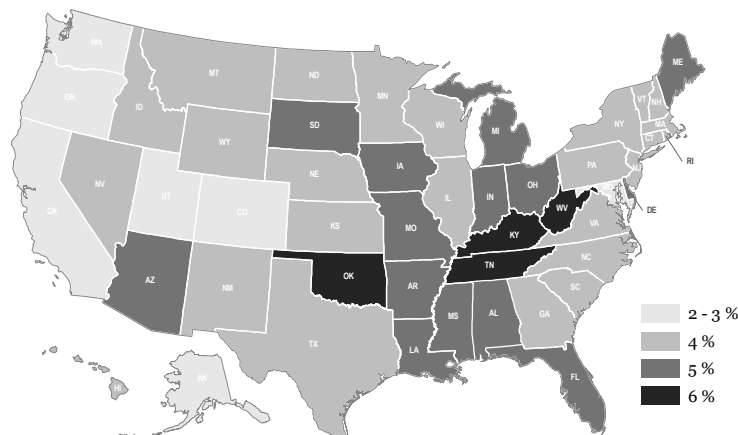 WA
OR
CA
ID
NV
MT
WY
UT
CO
AZ
NM
ND
SD
NE
KS
OK
TX
MN
IA
MO
AR
LA
WI
IL
MI
IN
OH
KY
TN
MS
AL
GA
FL
SC
NC
VA
WV
PA
NY
VT
NH
ME
MA
CT
RI
NJ
DE
AK
HI
2 - 3 %
4 %
5 %
6 %